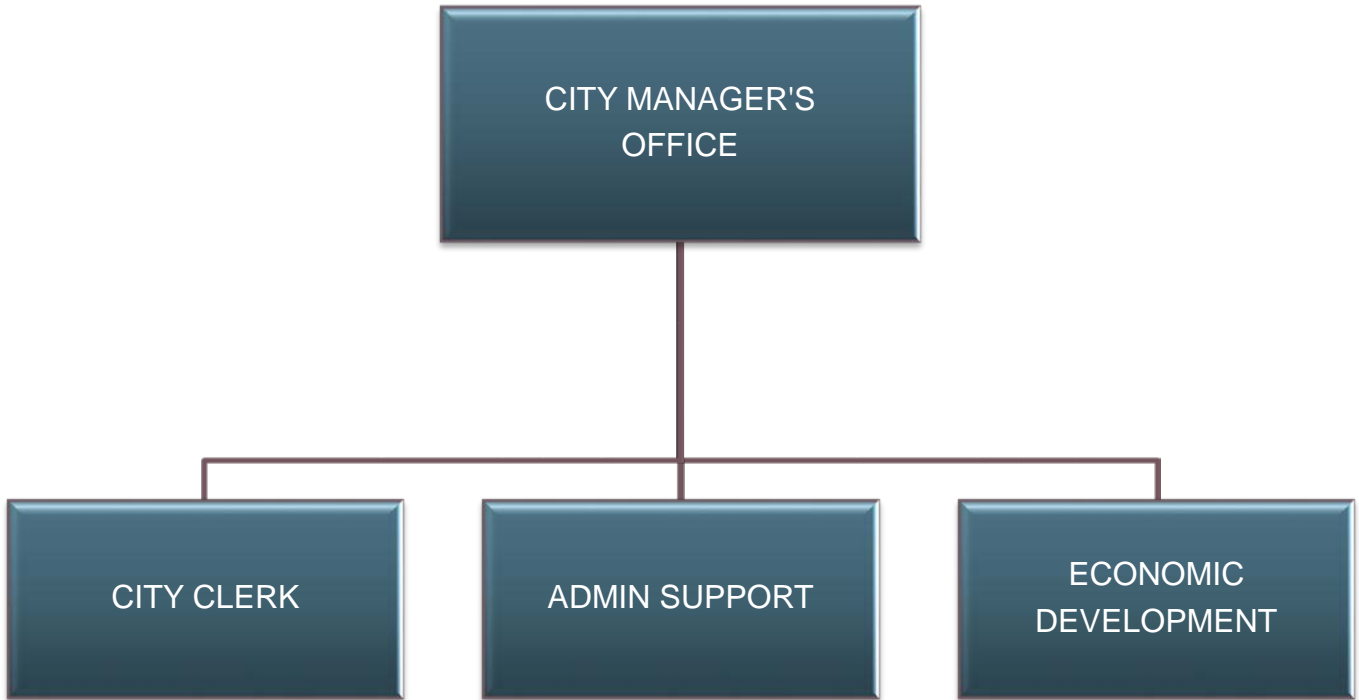 CITY MANAGER'S
OFFICE
CITY CLERK
ADMIN SUPPORT
ECONOMIC
DEVELOPMENT